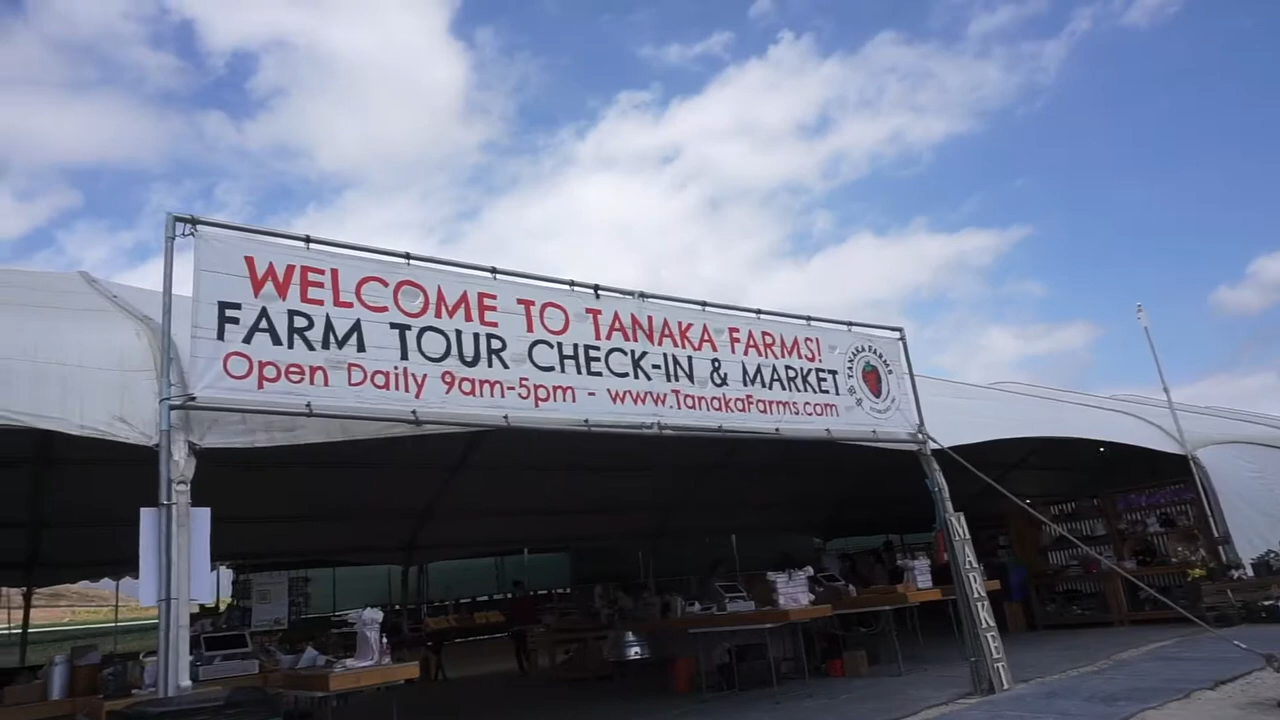 WELCOME TO TANAKA FARMS!
FARM TOUR CHECK-IN & MARKET
Open Daily 9am-5pm - www.TanakaFarms.com
TANAKA FARMS
MARKET